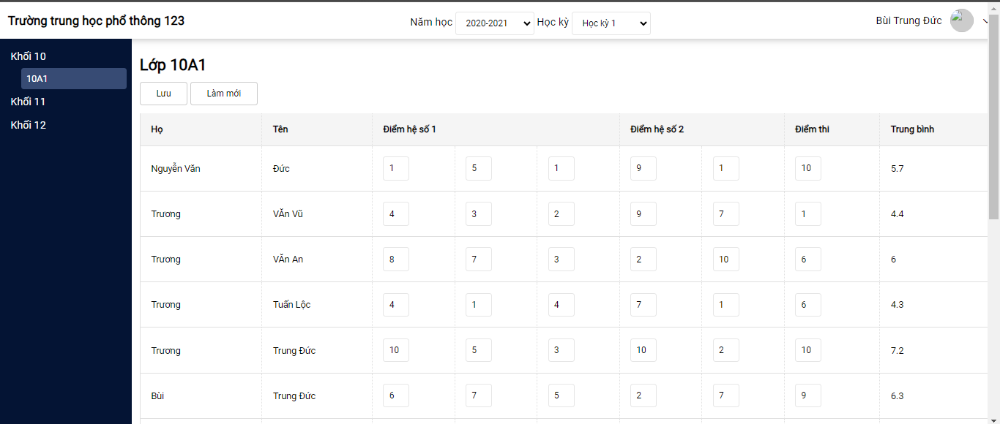 Trường trung học phổ thông 123
Năm học 2020-2021 Học kỳ Học kỳ 1
Bùi Trung Đức
Khối 10
10A1
Khối 11
Khối 12
Lớp 10A1
Lưu Làm mới
Họ Tên Điểm hệ số 1 Điểm hệ số 2 Điểm thi Trung bình
Nguyễn Văn Đức 1 5 1 9 1 10 5.7
Trương VĂn Vũ 4 3 2 9 7 1 4.4
Trương VĂn An 8 7 3 2 10 6 6
Trương Tuấn Lộc 4 1 4 7 1 6 4.3
Trương Trung Đức 10 5 3 10 2 10 7.2
Bùi Trung Đức 6 7 5 2 7 9 6.3